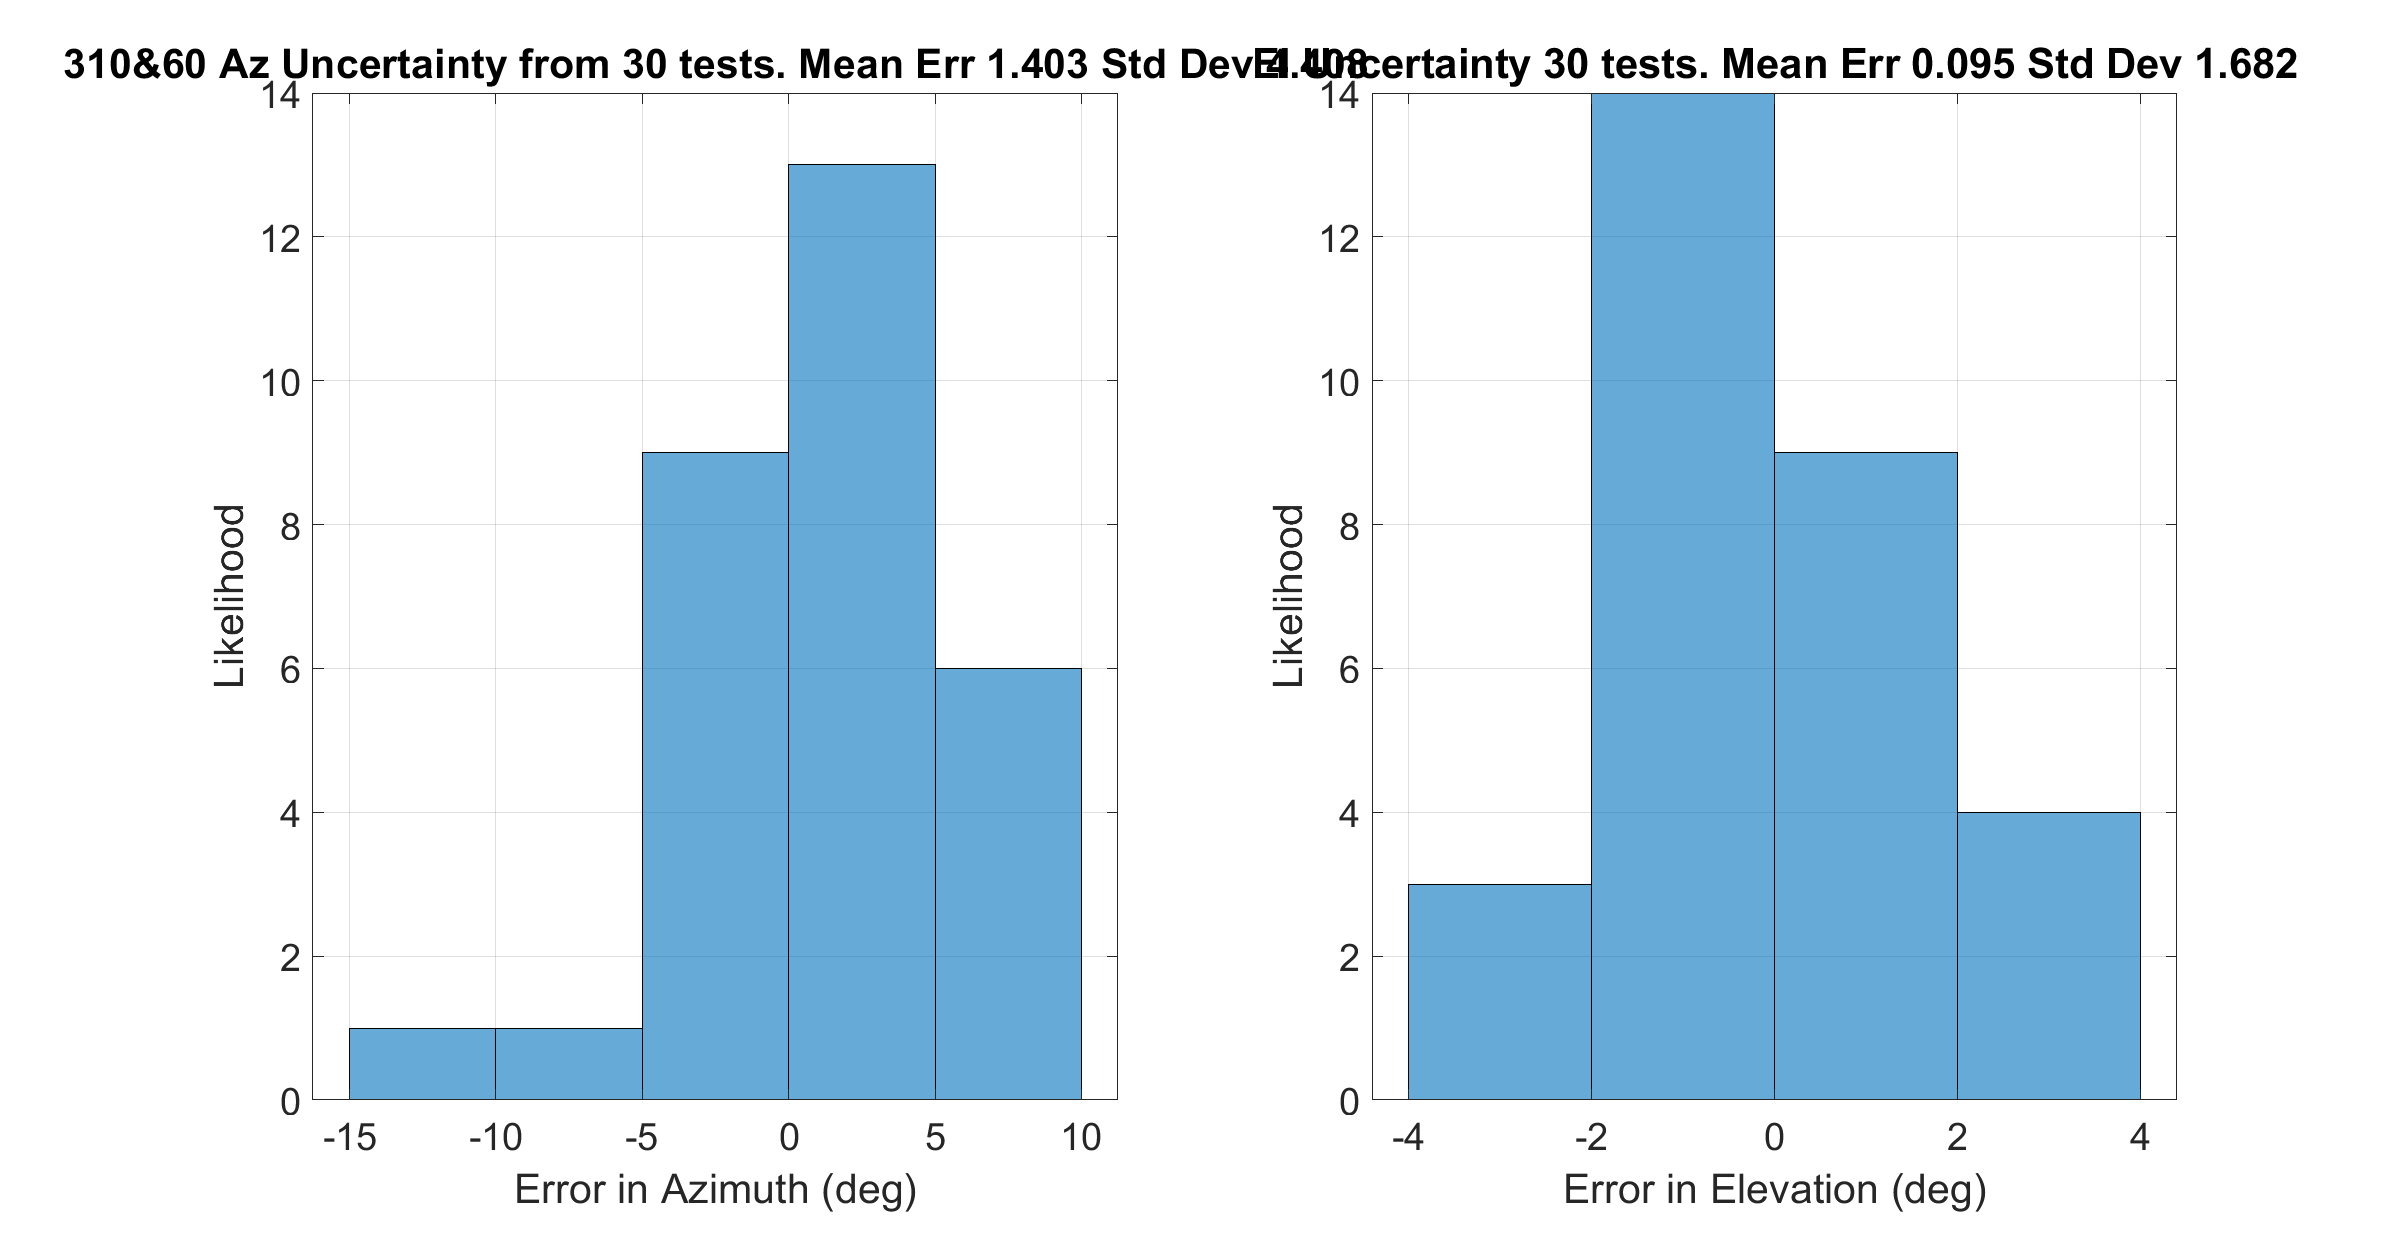 310&60 Az Uncertainty from 30 tests. Mean Err 1.403 Std Dev 4.408
El Uncertainty 30 tests. Mean Err 0.095 Std Dev 1.682
14
12
10
8
6
4
2
0
Likelihood
-15 -10 -5 0 5 10
Error in Azimuth (deg)
14
12
10
8
6
4
2
0
Likelihood
-4 -2 0 2 4
Error in Elevation (deg)